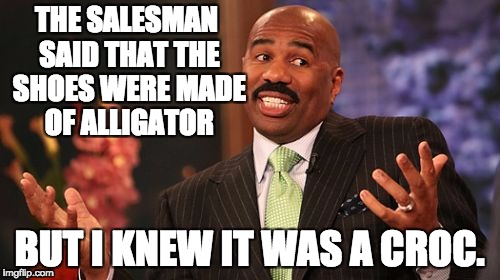 THE SALESMAN
SAID THAT THE
SHOES WERE MADE
OF ALLIGATOR
BUT I KNEW IT WAS A CROC.
imgflip.com